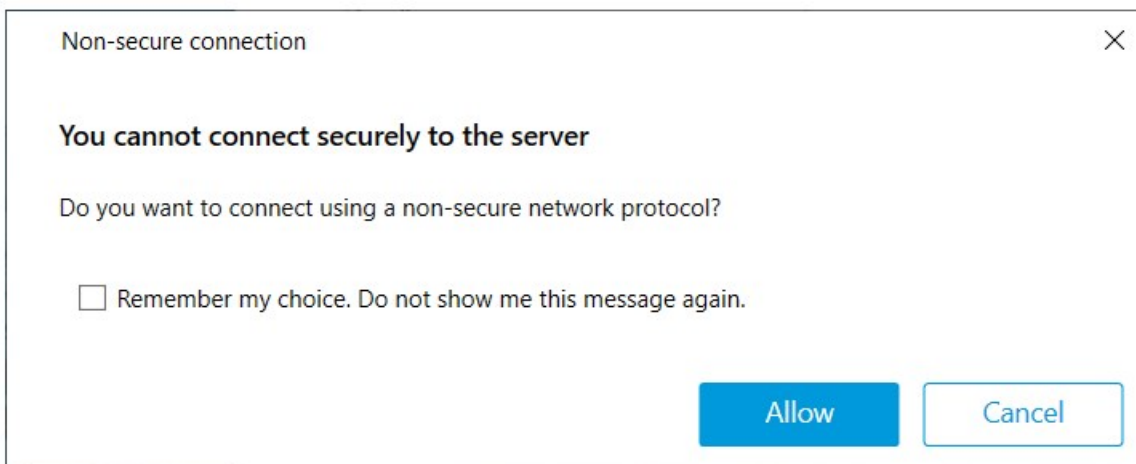 Non-secure connection
You cannot connect securely to the server
Do you want to connect using a non-secure network protocol?
Remember my choice. Do not show me this message again.
Allow
Cancel